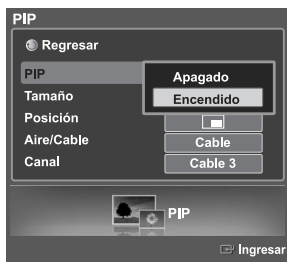 PIP
Regresar
PIP
Apagado
Encendido
Tamaño
Posición
Aire/Cable
Cable
Canal
Cable 3
PIP
Ingresar